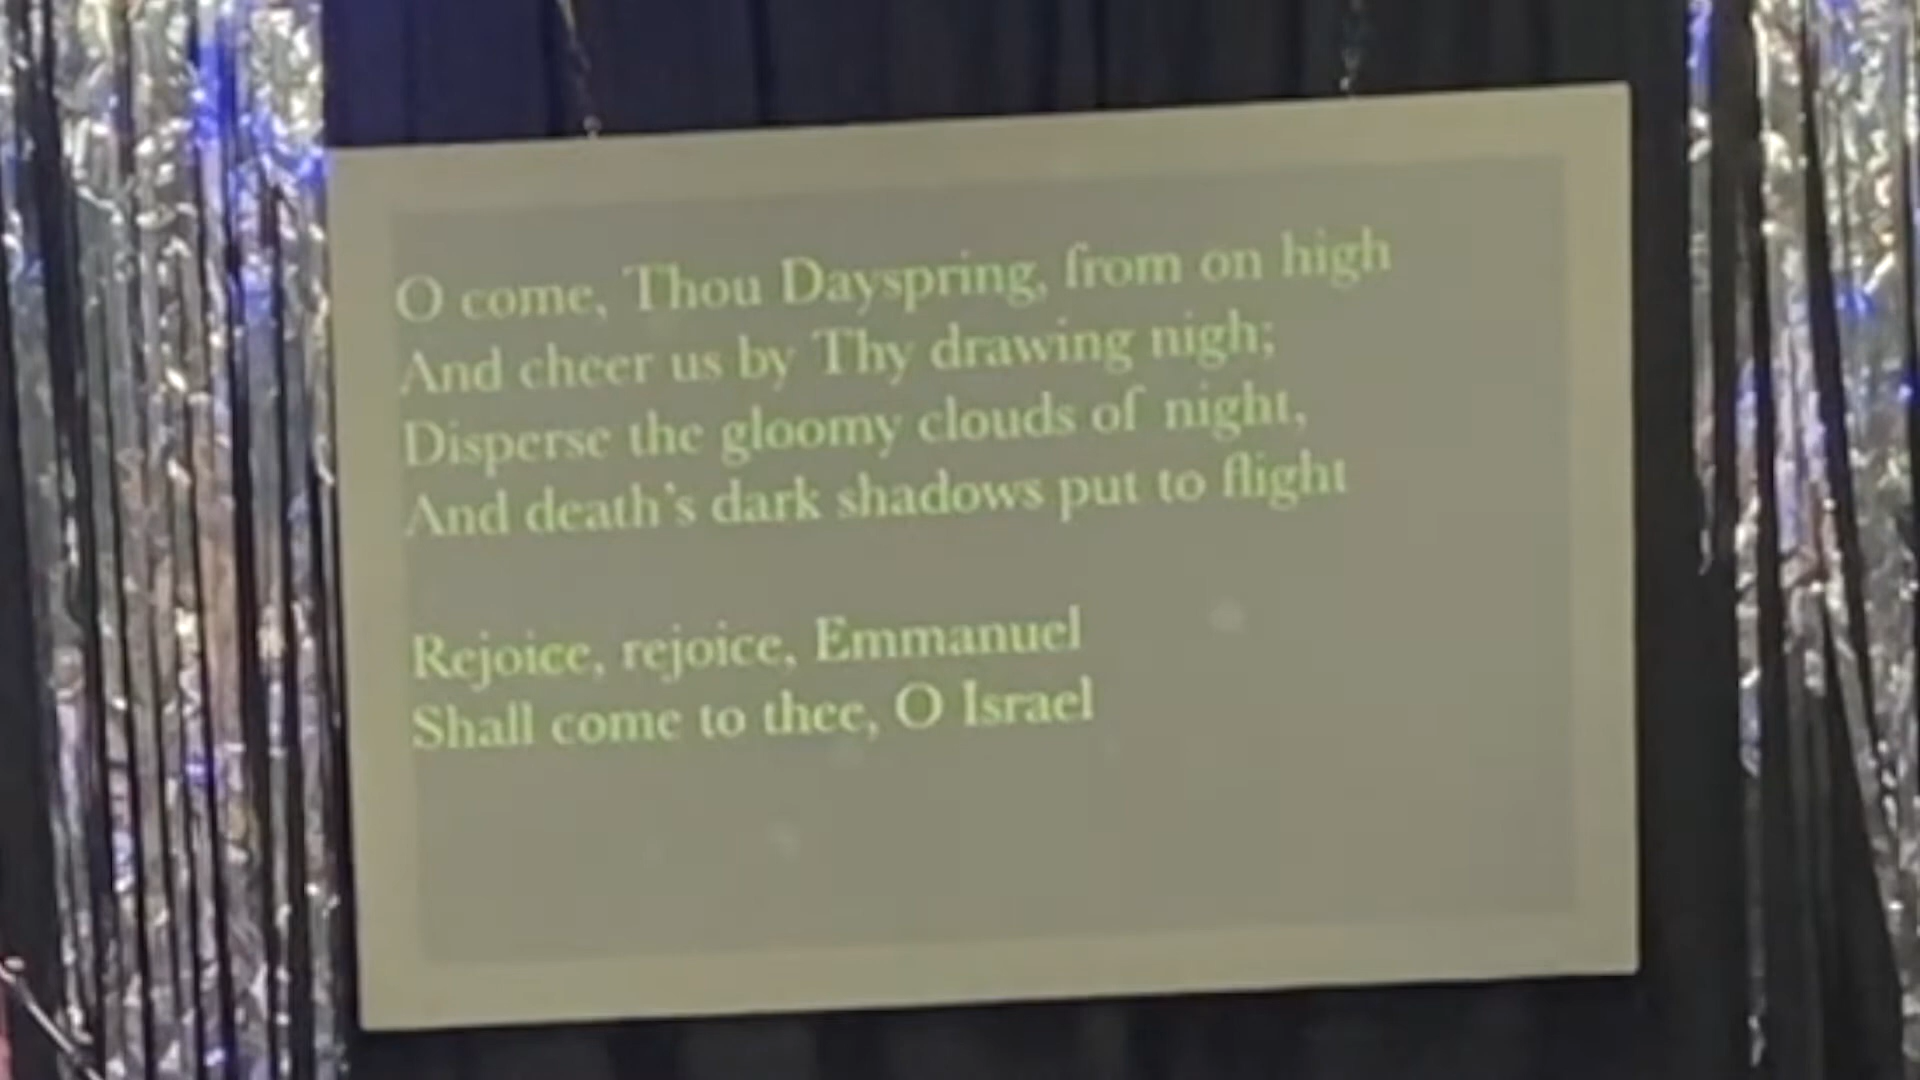 O come, Thou Dayspring, from on high
And cheer us by Thy drawing nigh;
Disperse the gloomy clouds of night,
And death's dark shadows put to flight
Rejoice, rejoice, Emmanuel
Shall come to thee, O Israel